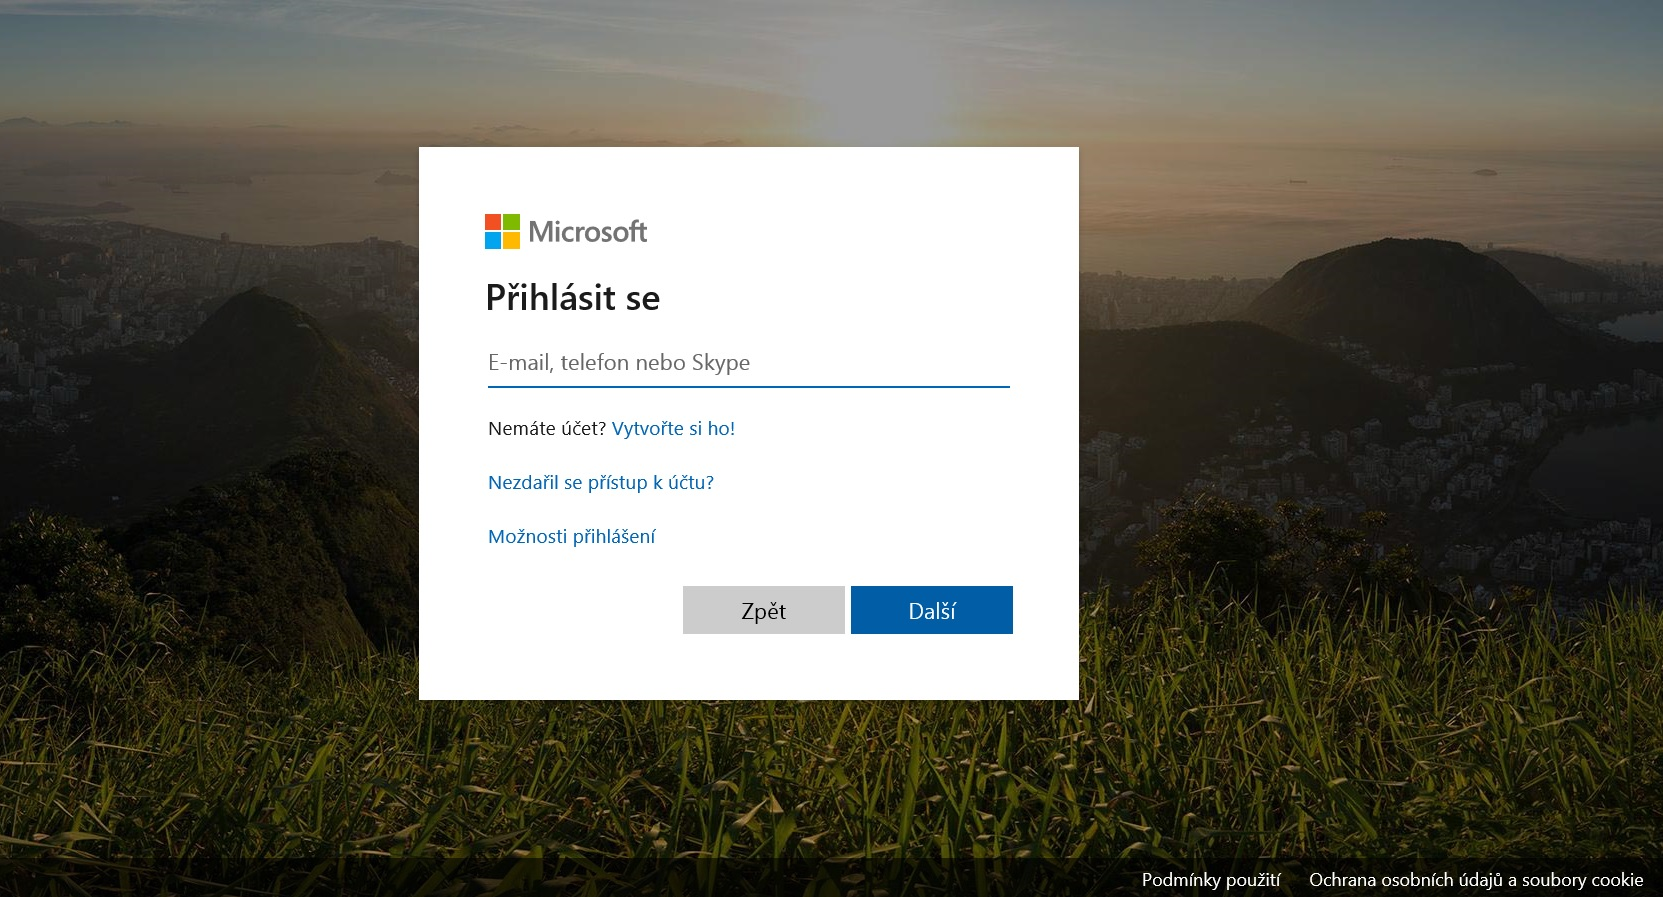 Microsoft
Přihlásit se
E-mail, telefon nebo Skype
Nemáte účet? Vytvořte si ho!
Nezdařil se přístup k účtu?
Možnosti přihlášení
Zpět
Další
Podmínky použití
Ochrana osobních údajů a soubory cookie